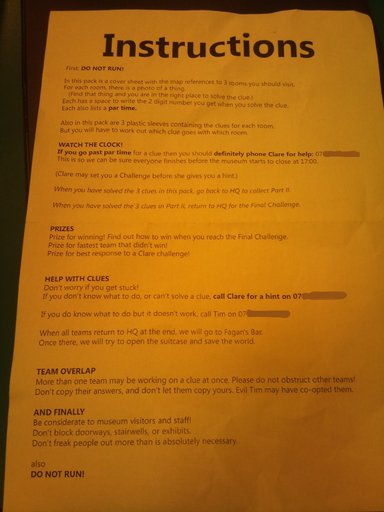 Instructions
First: DO NOT RUN!
In this pack is a cover sheet with the map references to 3 rooms you should visit.
For each room, there is a photo of a thing.
(Find that thing and you are in the right place to solve the clue.)
Each has a space to write the 2 digit number you get when you solve the clue.
Each also lists a par time.
Also in this pack are 3 plastic sleeves containing the clues for each room.
But you will have to work out which clue goes with which room.
WATCH THE CLOCK!
If you go past par time for a clue then you should definitely phone Clare for help: 07
This is so we can be sure everyone finishes before the museum starts to close at 17:00.
(Clare may set you a Challenge before she gives you a hint.)
When you have solved the 3 clues in this pack, go back to HQ to collect Part II.
When you have solved the 3 clues in Part II, return to HQ for the Final Challenge.
PRIZES
Prize for winning! Find out how to win when you reach the Final Challenge.
Prize for fastest team that didn't win!
Prize for best response to a Clare challenge!
HELP WITH CLUES
Don't worry if you get stuck!
If you don't know what to do, or can't solve a clue, call Clare for a hint on 07
If you do know what to do but it doesn't work, call Tim on 07
When all teams return to HQ at the end, we will go to Fagan's Bar.
Once there, we will try to open the suitcase and save the world.
TEAM OVERLAP
More than one team may be working on a clue at once. Please do not obstruct other teams!
Don't copy their answers, and don't let them copy yours. Evil Tim may have co-opted them.
AND FINALLY
Be considerate to museum visitors and staff!
Don't block doorways, stairwells, or exhibits.
Don't freak people out more than is absolutely necessary.
also
DO NOT RUN!